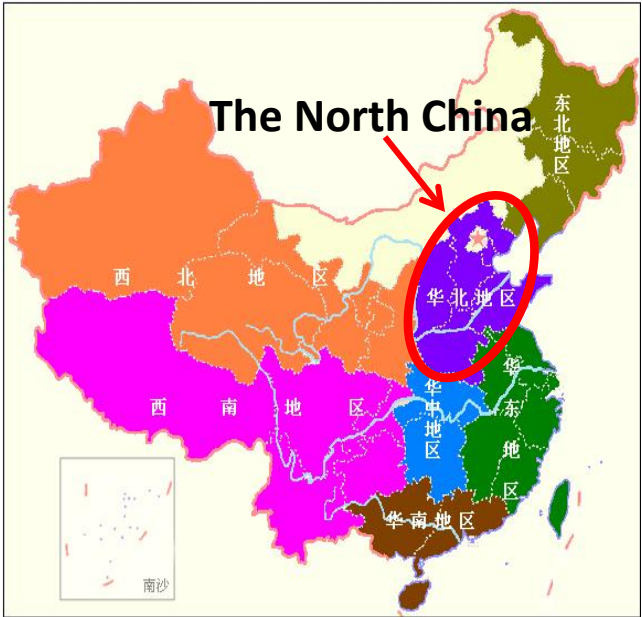 The North China
东北地区
西北地区
华北地区
西南地区
华中地区
华东地区
华南地区
南沙